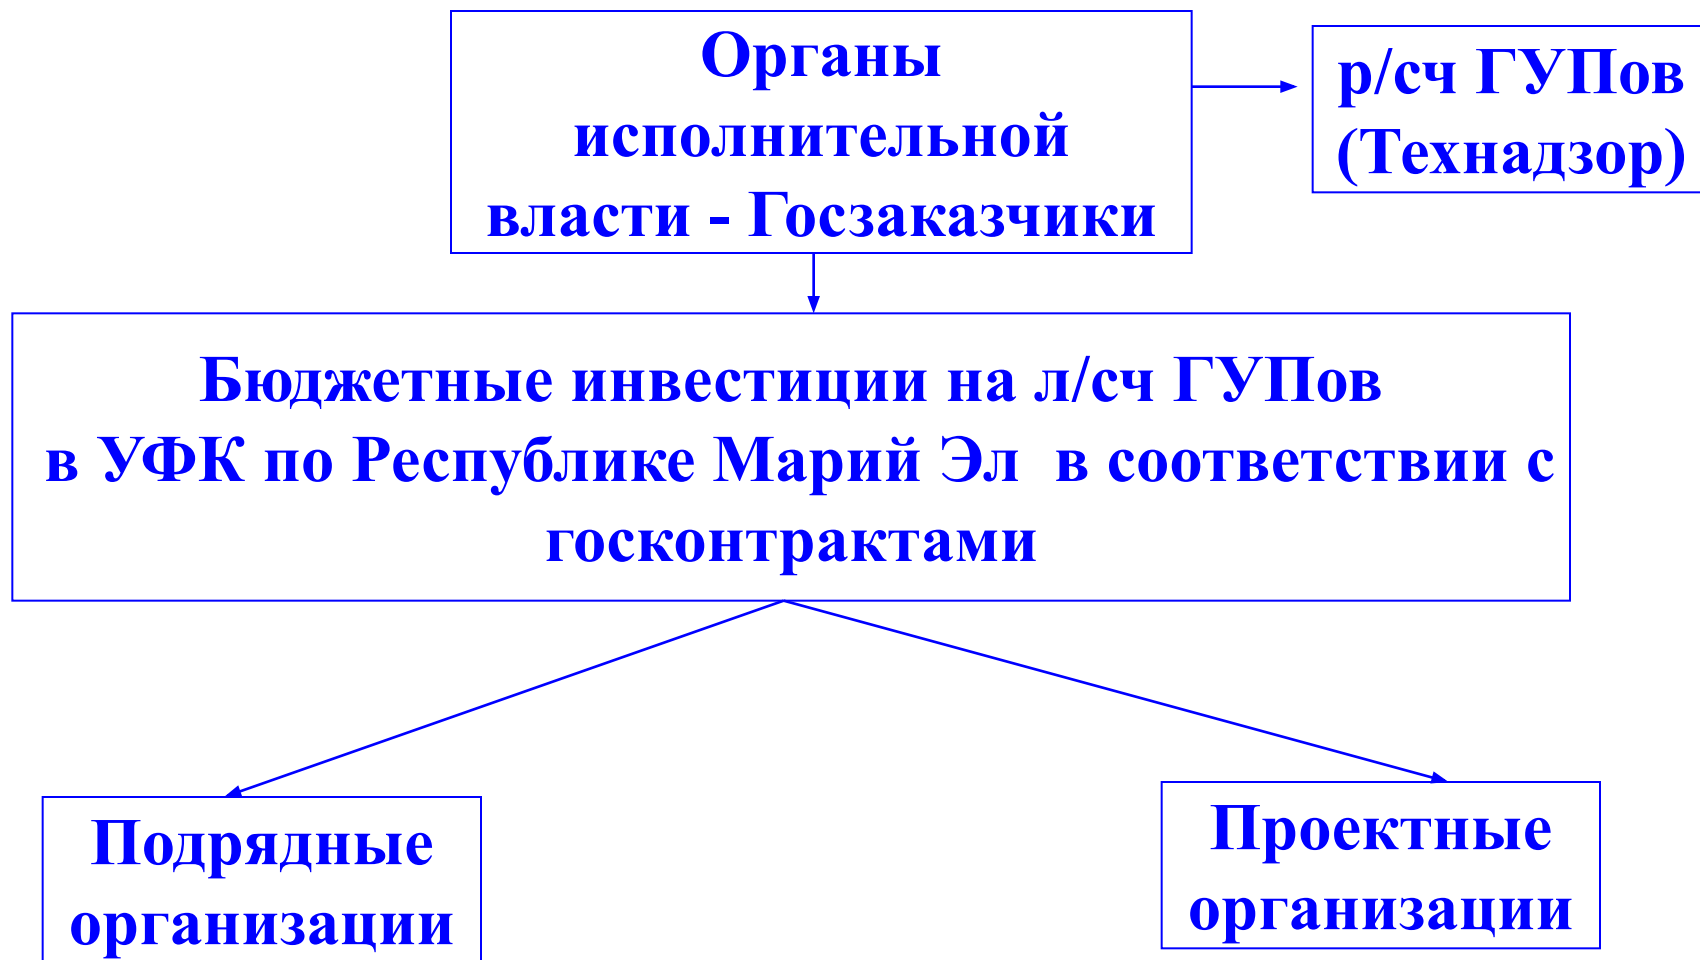 Органы
исполнительной
власти - Госзаказчики
р/сч ГУПов
(Технадзор)
Бюджетные инвестиции на л/сч ГУПов
в УФК по Республике Марий Эл в соответствии с
госконтрактами
Подрядные
организации
Проектные
организации